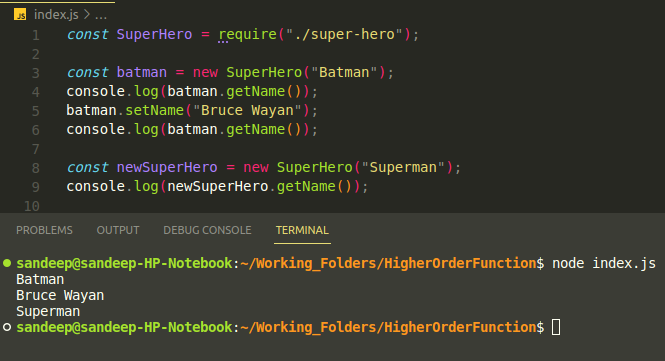 JS index.js > ...
1 const SuperHero = require("./super-hero");
2
3 const batman = new SuperHero("Batman");
4 console.log(batman.getName());
5 batman.setName("Bruce Wayan");
6 console.log(batman.getName());
7
8 const newSuperHero = new SuperHero("Superman");
9 console.log(newSuperHero.getName());
10
PROBLEMS OUTPUT DEBUG CONSOLE TERMINAL
sandeep@sandeep-HP-Notebook:~/Working_Folders/HigherOrderFunction$ node index.js
Batman
Bruce Wayan
Superman
sandeep@sandeep-HP-Notebook:~/Working_Folders/HigherOrderFunction$